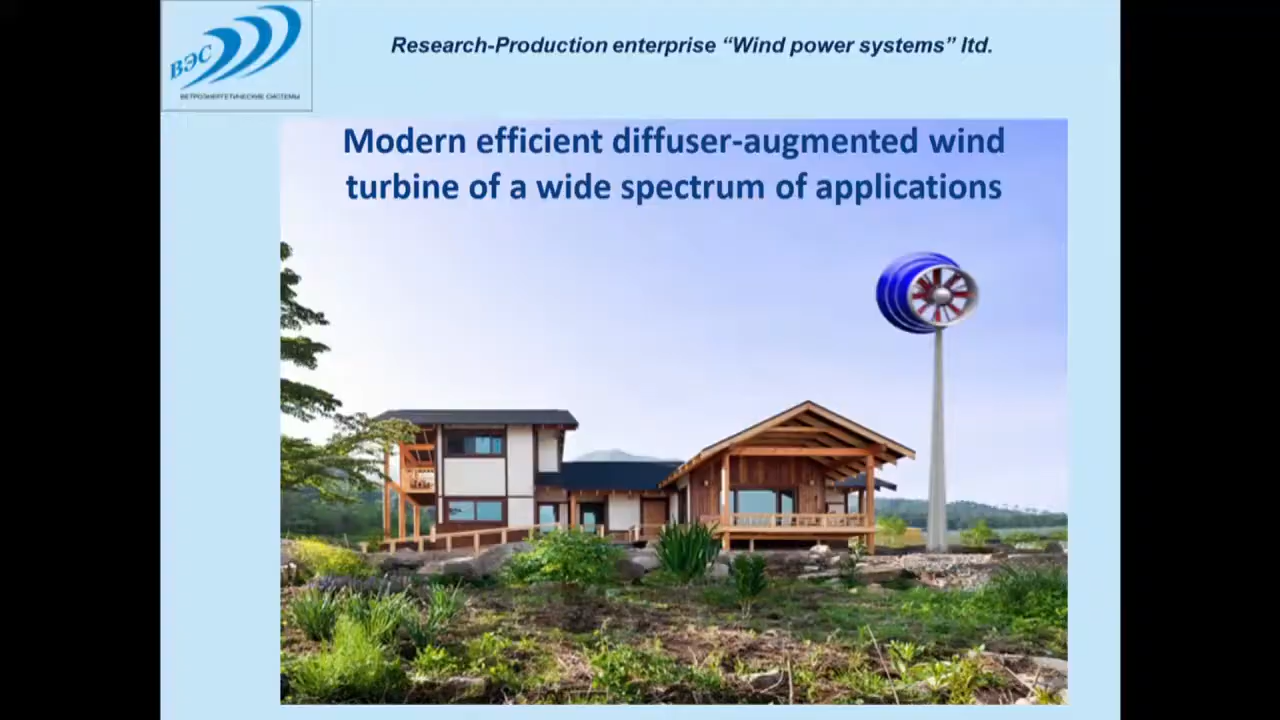 ВЭС
ВЕТРОЭНЕРГЕТИЧЕСКИЕ СИСТЕМЫ
Research-Production enterprise “Wind power systems” ltd.
Modern efficient diffuser-augmented wind
turbine of a wide spectrum of applications